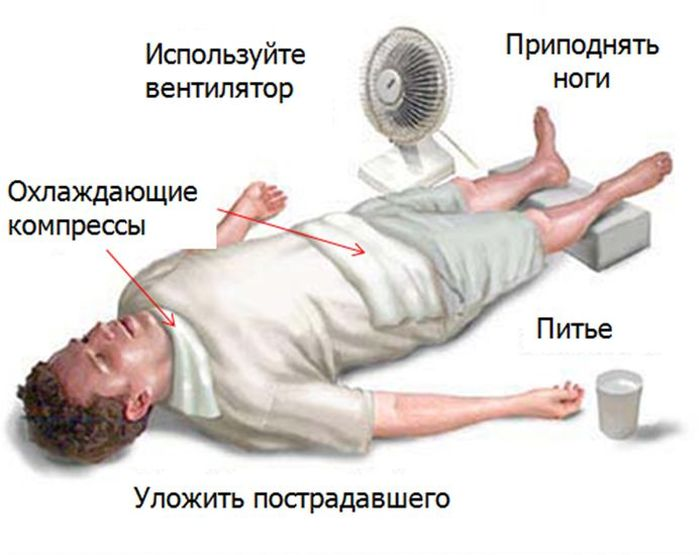 Используйте
вентилятор
Приподнять
ноги
Охлаждающие
компрессы
Питье
Уложить пострадавшего